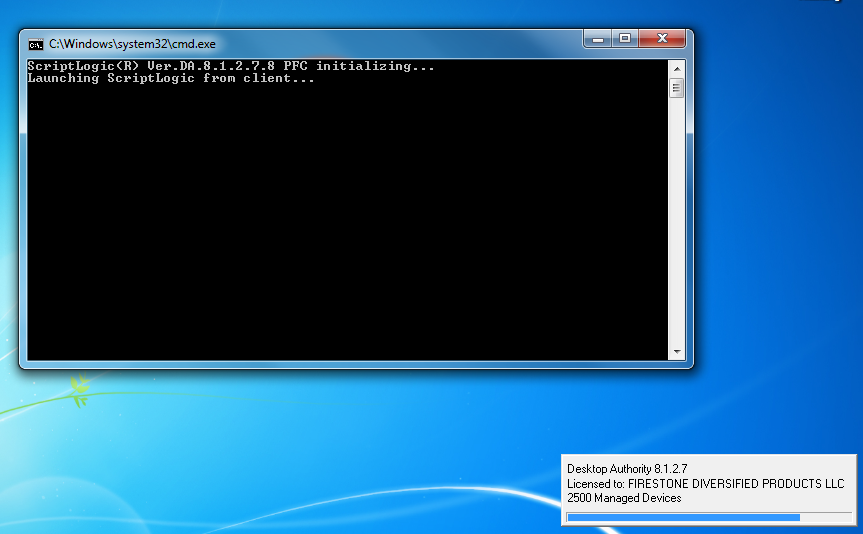 C:\Windows\system32\cmd.exe
ScriptLogic(R) Ver.DA.8.1.2.7.8 PFC initializing...
Launching ScriptLogic from client...
Desktop Authority 8.1.2.7
Licensed to: FIRESTONE DIVERSIFIED PRODUCTS LLC
2500 Managed Devices